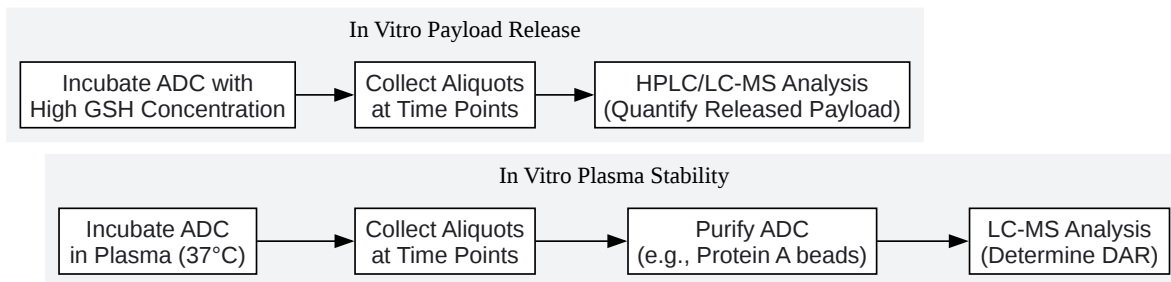 In Vitro Payload Release
Incubate ADC with
High GSH Concentration
Collect Aliquots
at Time Points
HPLC/LC-MS Analysis
(Quantify Released Payload)
In Vitro Plasma Stability
Incubate ADC
in Plasma (37°C)
Collect Aliquots
at Time Points
Purify ADC
(e.g., Protein A beads)
LC-MS Analysis
(Determine DAR)